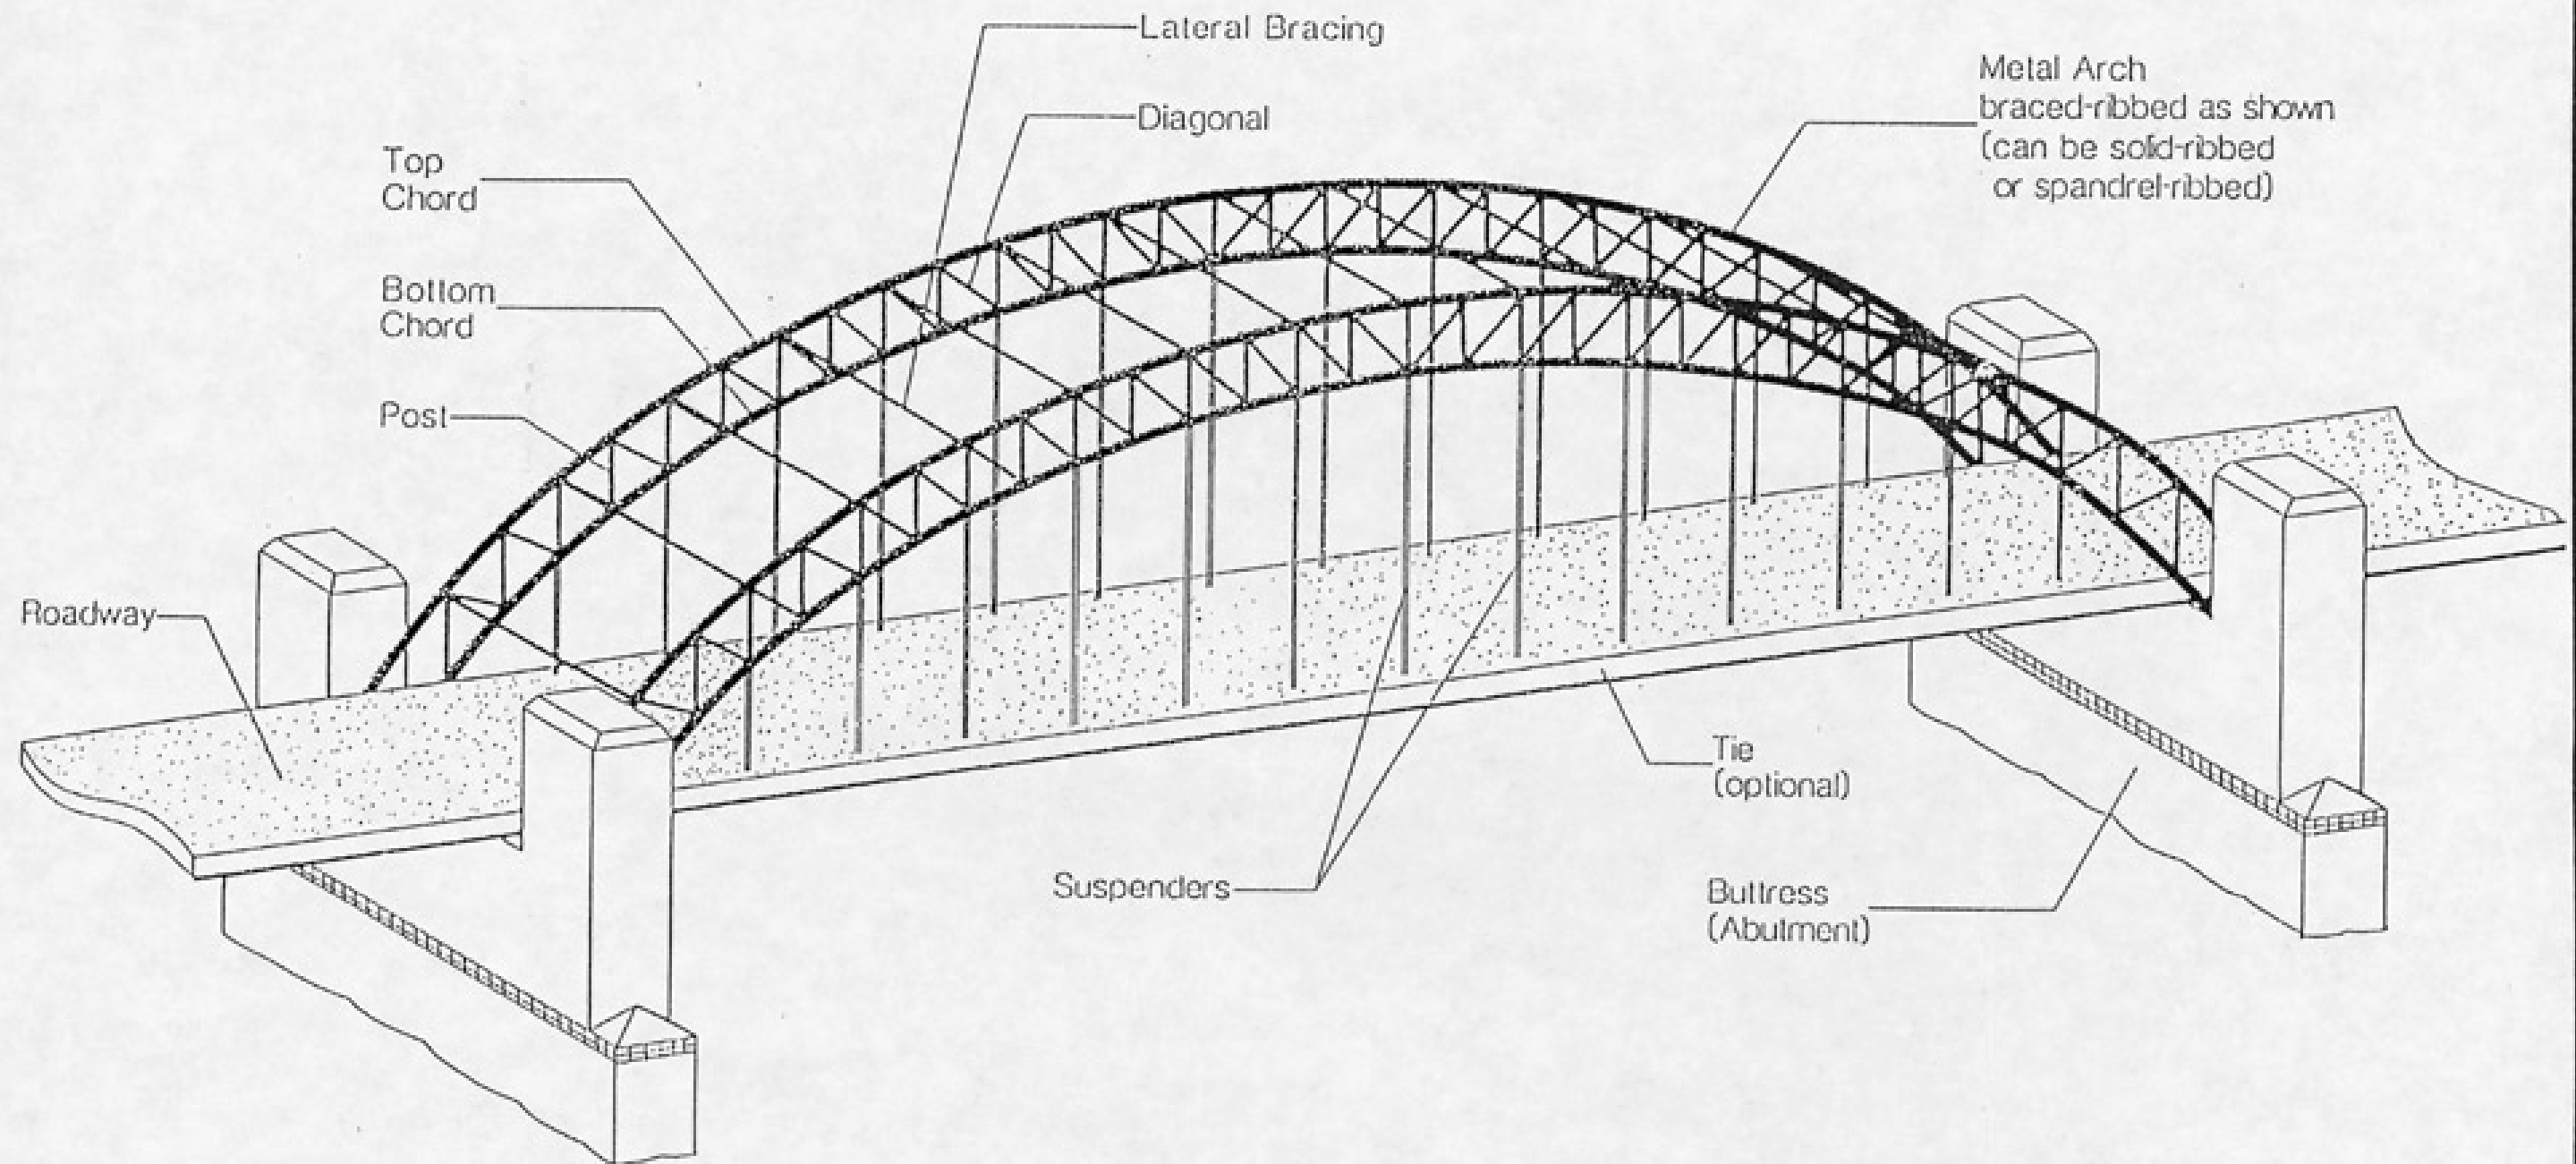 Lateral Bracing
Metal Arch
braced-ribbed as shown
(can be solid-ribbed
or spandrel-ribbed)
Diagonal
Top
Chord
Bottom
Chord
Post
Roadway
Tie
(optional)
Suspenders
Buttress
(Abutment)